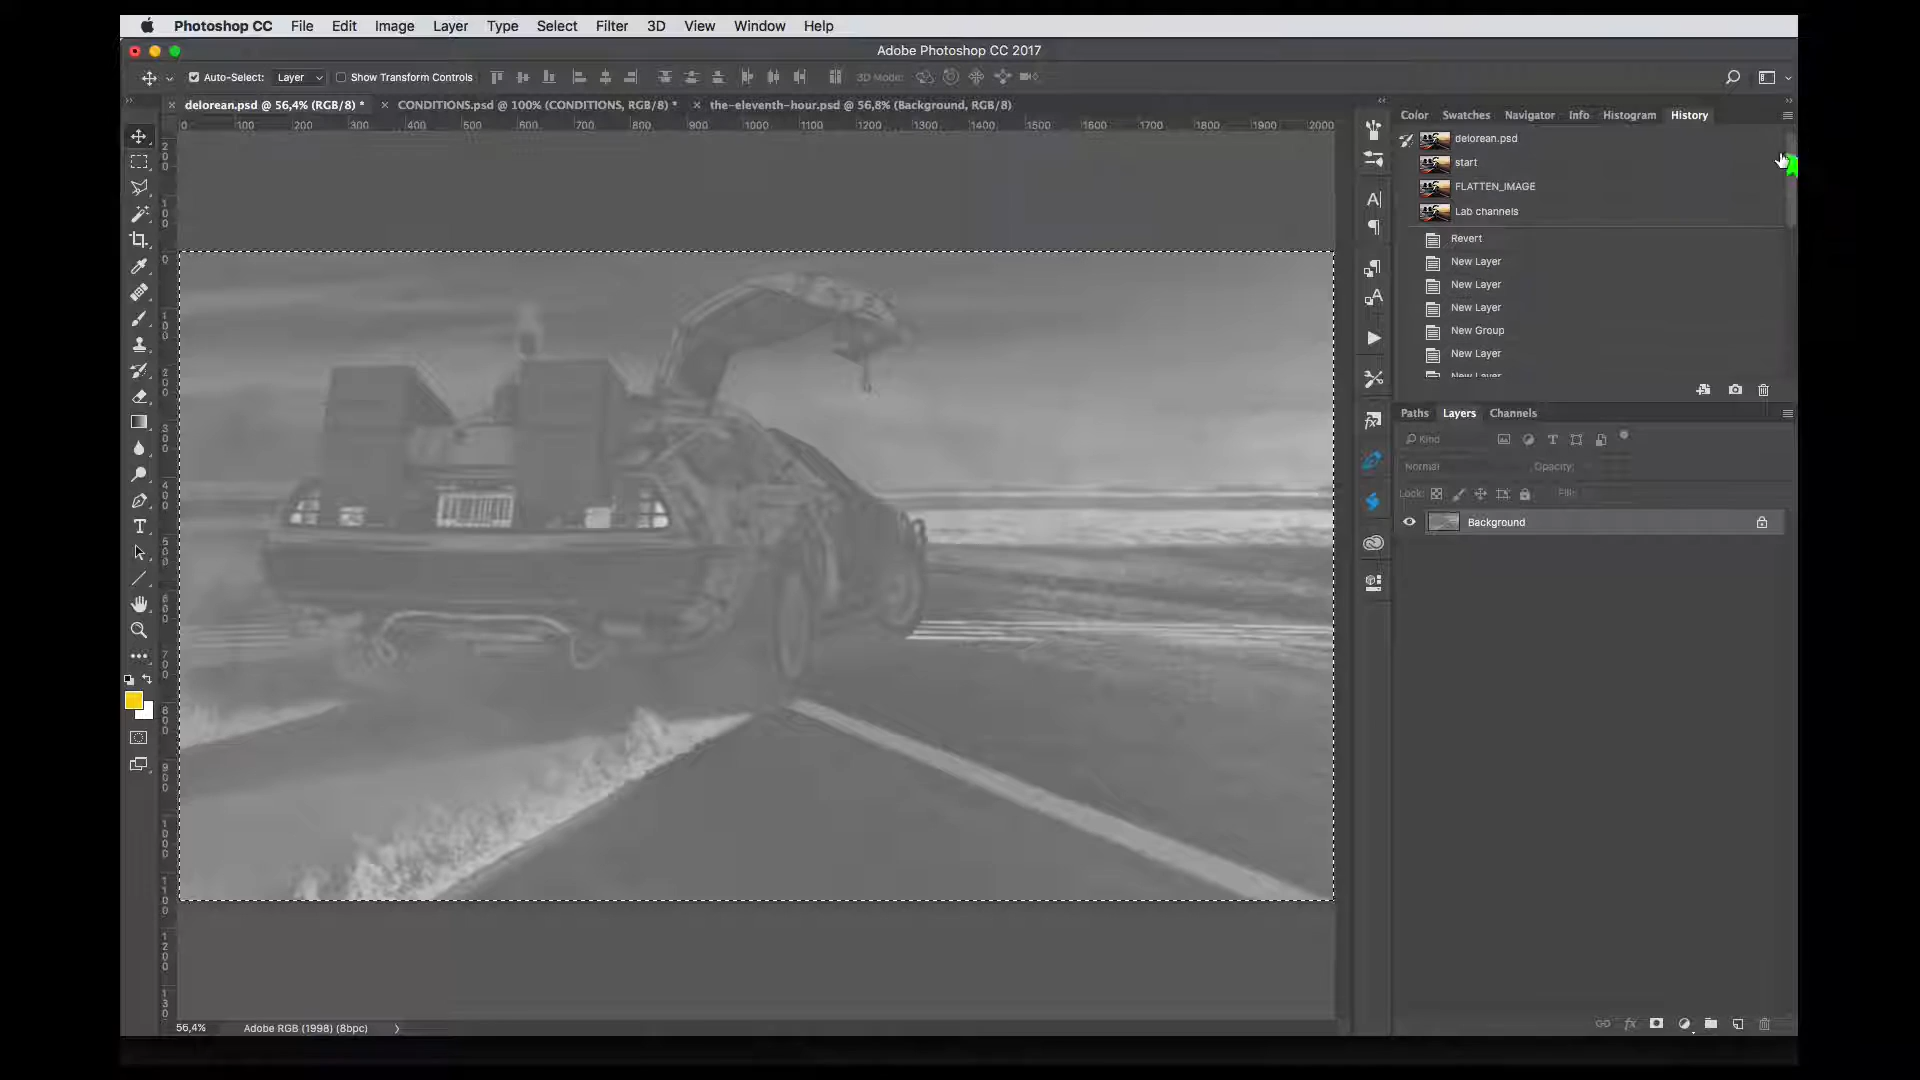 Photoshop CC File Edit Image Layer Type Select Filter 3D View Window Help
Adobe Photoshop CC 2017
Auto-Select: Layer Show Transform Controls 3D Mode:
delorean.psd @ 56,4% (RGB/8) * CONDITIONS.psd @ 100% (CONDITIONS, RGB/8) * the-eleventh-hour.psd @ 56,8% (Background, RGB/8)
0 100 200 300 400 500 600 700 800 900 1000 1100 1200 1300 1400 1500 1600 1700 1800 1900 2000
Color Swatches Navigator Info Histogram History
delorean.psd
start
FLATTEN_IMAGE
Lab channels
Revert
New Layer
New Layer
New Layer
New Group
New Layer
New Layer
Paths Layers Channels
Kind
Normal Opacity:
Lock: Fill:
Background
56,4% Adobe RGB (1998) (8bpc)